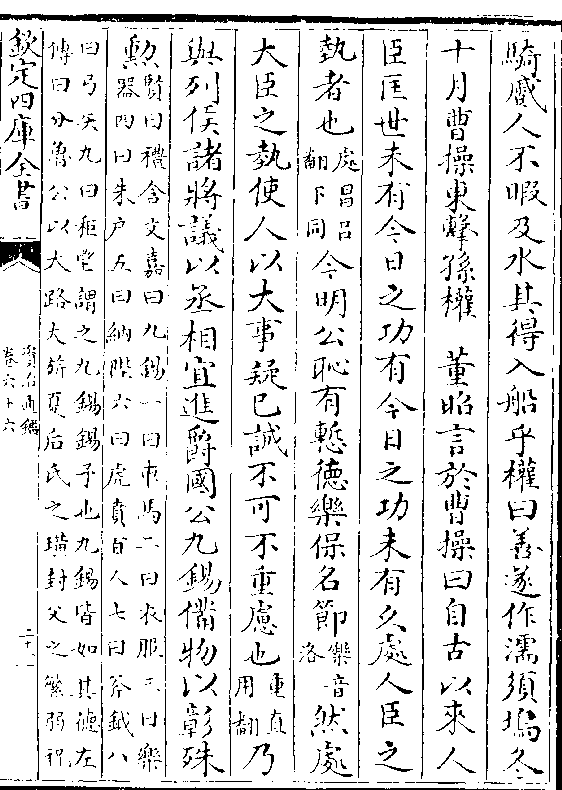 騎蹙人不暇及水其得入船乎權曰善遂作濡須塢冬
十月曹操東擊孫權　董昭言於曹操曰自古以來人
臣匡世未有今日之功有今日之功未有久處人臣之
執者也處昌呂翻下同今明公恥有慙德樂保名節樂音洛然處
大臣之執使人以大事疑已誠不可不重慮也重直用翻乃
與列侯諸將議以丞相宜進爵國公九錫備物以彰殊
勲賢曰禮含文嘉曰九錫一曰車馬二曰衣服三曰樂器四曰朱户五曰納陛六曰虎賁百人七曰斧鉞八
曰弓矢九曰秬鬯謂之九錫錫予也九錫皆如其德左傳曰分魯公以大路大旂夏后氏之璜封父之繁弱祝
欽定四庫全書
資治通鑑
卷六十六